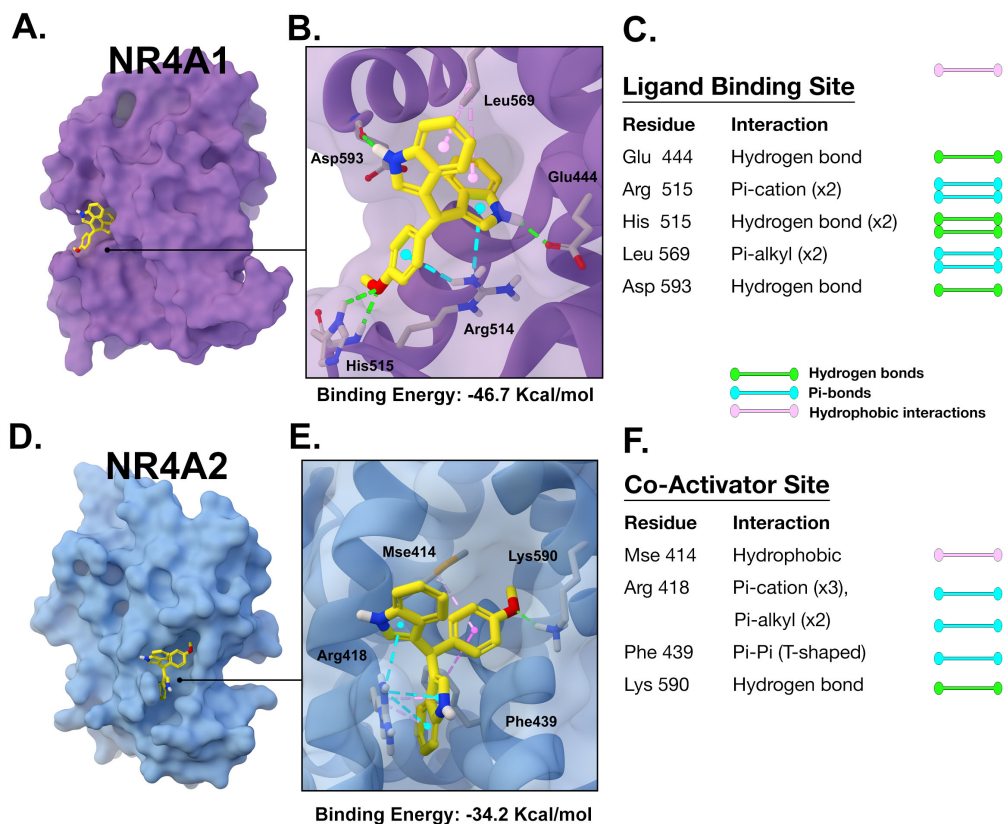 A.
NR4A1
B.
Leu569
Asp593
Glu444
Arg514
His515
Binding Energy: -46.7 Kcal/mol
C.
Ligand Binding Site
Residue Interaction
Glu 444 Hydrogen bond
Arg 515 Pi-cation (x2)
His 515 Hydrogen bond (x2)
Leu 569 Pi-alkyl (x2)
Asp 593 Hydrogen bond
Hydrogen bonds
Pi-bonds
Hydrophobic interactions
D.
NR4A2
E.
Mse414
Lys590
Arg418
Phe439
Binding Energy: -34.2 Kcal/mol
F.
Co-Activator Site
Residue Interaction
Mse 414 Hydrophobic
Arg 418 Pi-cation (x3),
Pi-alkyl (x2)
Phe 439 Pi-Pi (T-shaped)
Lys 590 Hydrogen bond